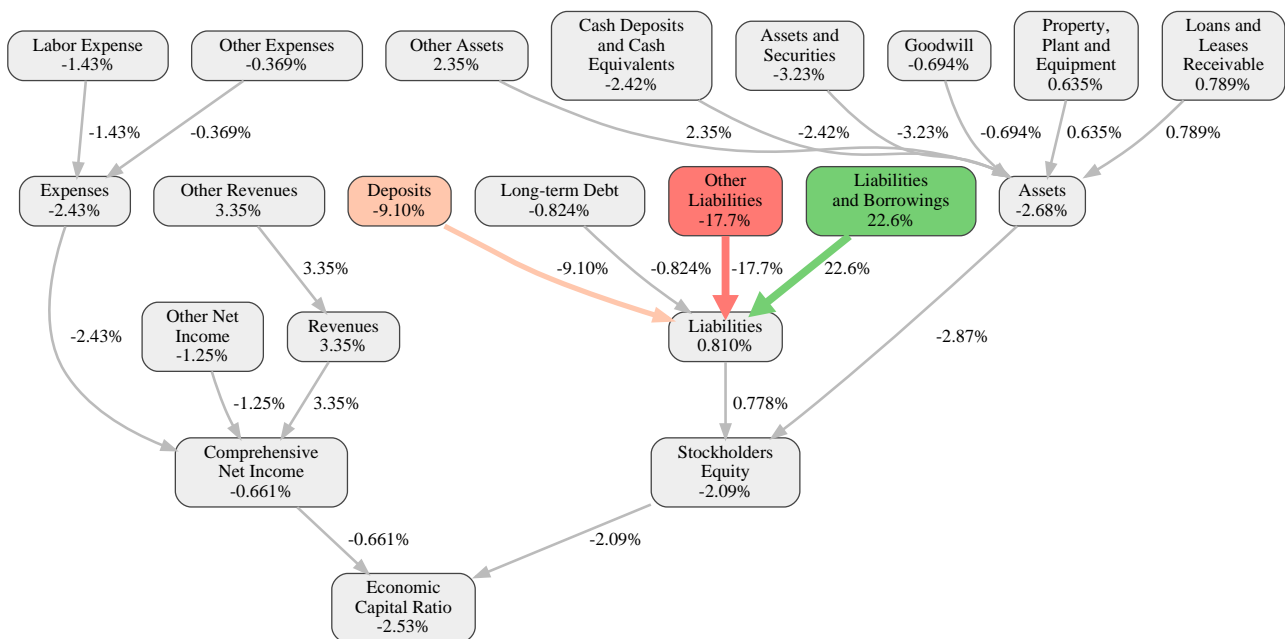 Labor Expense
-1.43%
Other Expenses
-0.369%
Other Assets
2.35%
Cash Deposits
and Cash
Equivalents
-2.42%
Assets and
Securities
-3.23%
Goodwill
-0.694%
Property,
Plant and
Equipment
0.635%
Loans and
Leases
Receivable
0.789%
-1.43%
-0.369%
2.35%
-2.42%
-3.23%
-0.694%
0.635%
0.789%
Expenses
-2.43%
Other Revenues
3.35%
Deposits
-9.10%
Long-term Debt
-0.824%
Other
Liabilities
-17.7%
Liabilities
and Borrowings
22.6%
Assets
-2.68%
3.35%
-9.10%
-0.824%
-17.7%
22.6%
-2.43%
Other Net
Income
-1.25%
Revenues
3.35%
Liabilities
0.810%
-2.87%
-1.25%
3.35%
0.778%
Comprehensive
Net Income
-0.661%
Stockholders
Equity
-2.09%
-0.661%
-2.09%
Economic
Capital Ratio
-2.53%